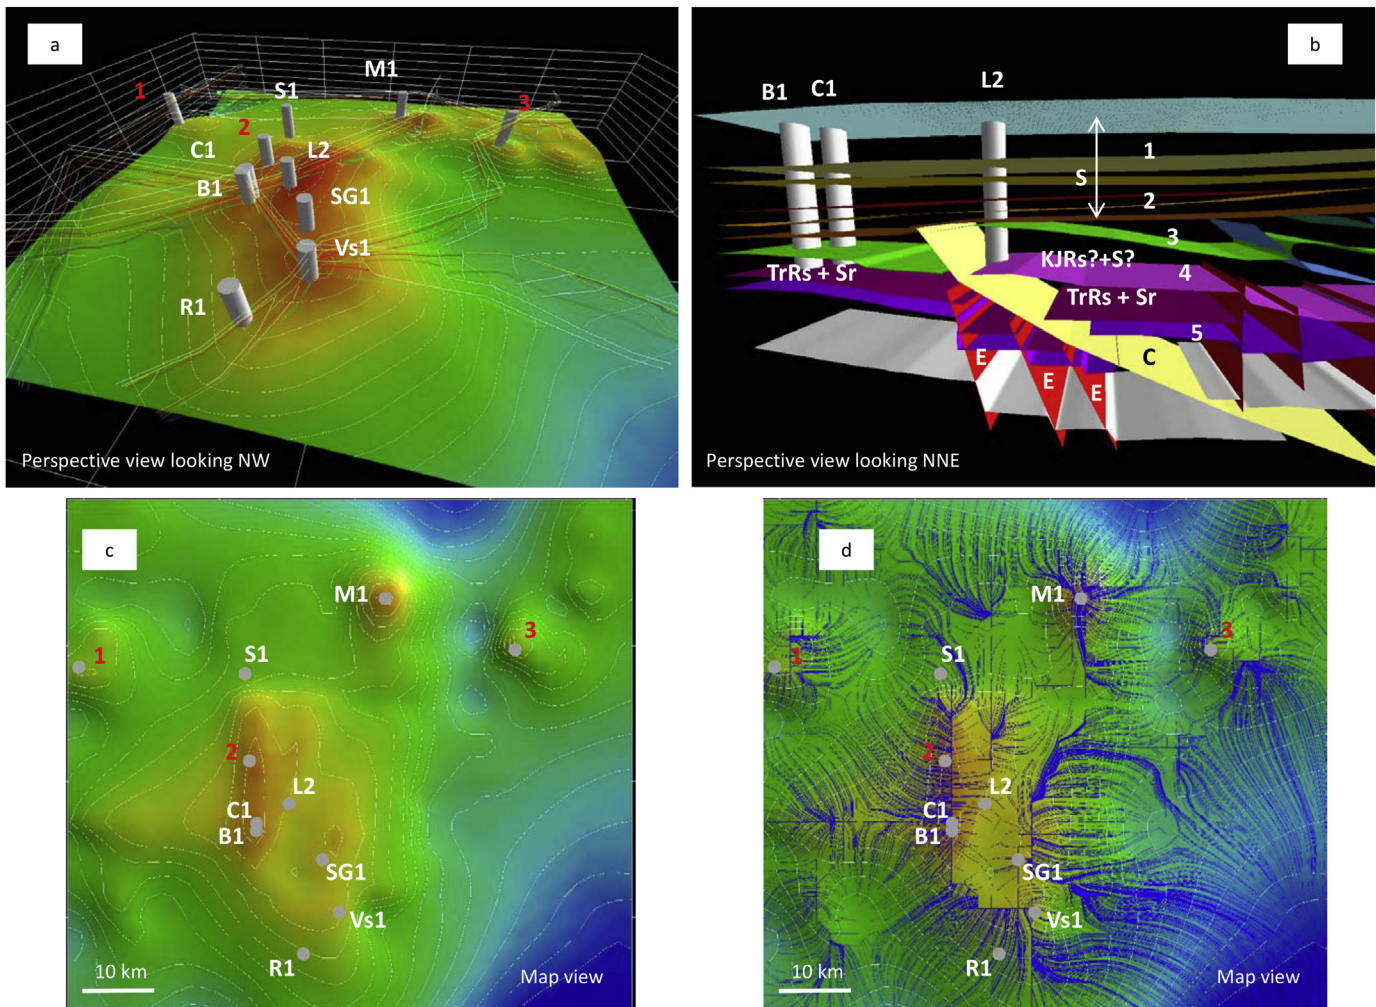 a
M1
1
S1
3
2
C1
L2
B1
SG1
Vs1
R1
Perspective view looking NW
b
B1
C1
L2
1
S
2
3
KJRs?+S?
TrRs + Sr
4
TrRs + Sr
5
E
C
E
E
Perspective view looking NNE
c
M1
3
1
S1
2
L2
C1
B1
SG1
Vs1
R1
10 km
Map view
d
M1
3
1
S1
2
L2
C1
B1
SG1
Vs1
R1
10 km
Map view